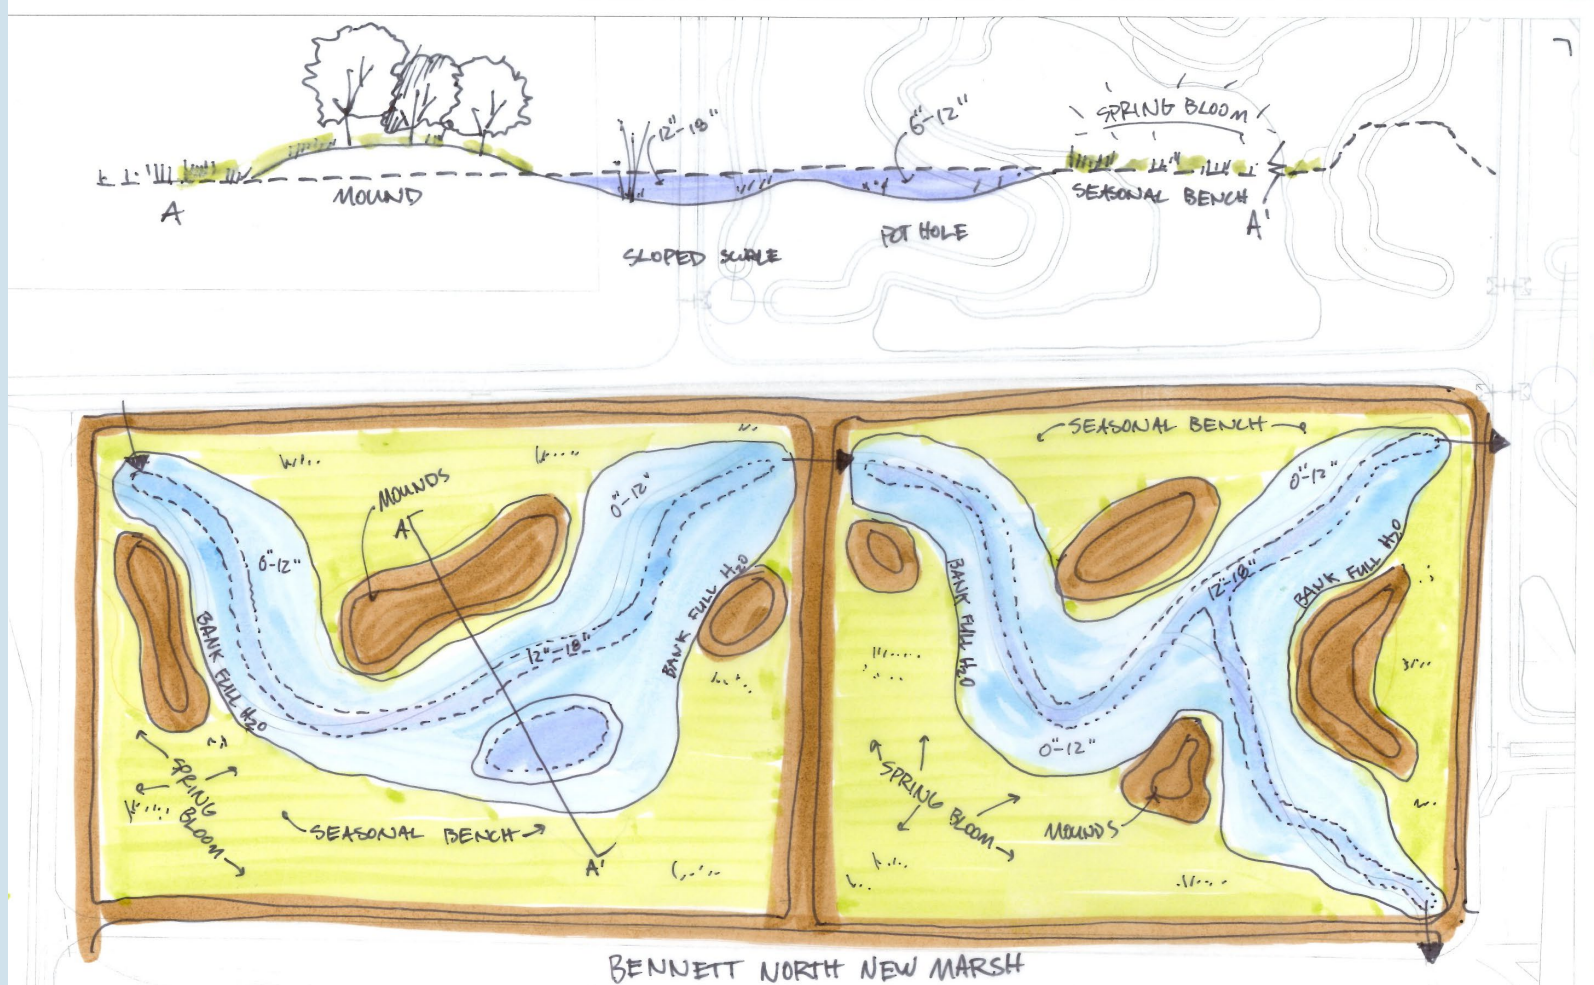 SPRING BLOOM
12"-18"
6"-12"
MOUND
SEASONAL BENCH
A
A'
SLOPED SWALE
POT HOLE
SEASONAL BENCH
MOUNDS
A'
0"-12"
6"-12"
BANK FULL H2O
12"-18"
BANK FULL H2O
SPRING
BLOOM
SEASONAL BENCH
A'
0"-12"
BANK FULL H2O
12"-18"
BANK FULL H2O
0"-12"
SPRING
BLOOM
MOUNDS
BENNETT NORTH NEW MARSH